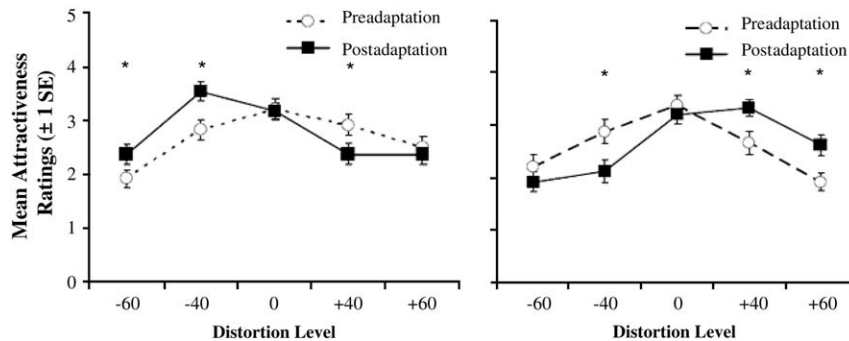 Preadaptation
Postadaptation
Mean Attractiveness
Ratings (± 1 SE)
5
4
3
2
1
0
* * *
-60 -40 0 +40 +60
Distortion Level
Preadaptation
Postadaptation
* * *
-60 -40 0 +40 +60
Distortion Level